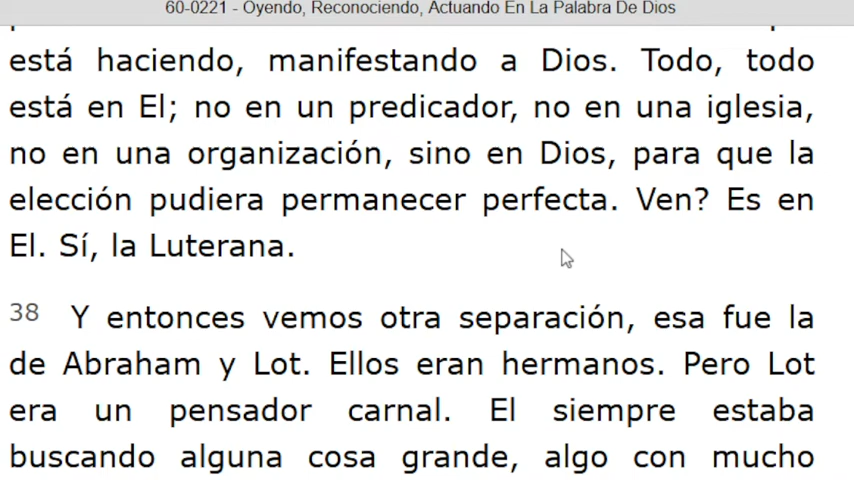 60-0221 - Oyendo, Reconociendo, Actuando En La Palabra De Dios
está haciendo, manifestando a Dios. Todo, todo
está en El; no en un predicador, no en una iglesia,
no en una organización, sino en Dios, para que la
elección pudiera permanecer perfecta. Ven? Es en
El. Sí, la Luterana.
38 Y entonces vemos otra separación, esa fue la
de Abraham y Lot. Ellos eran hermanos. Pero Lot
era un pensador carnal. El siempre estaba
buscando alguna cosa grande, algo con mucho